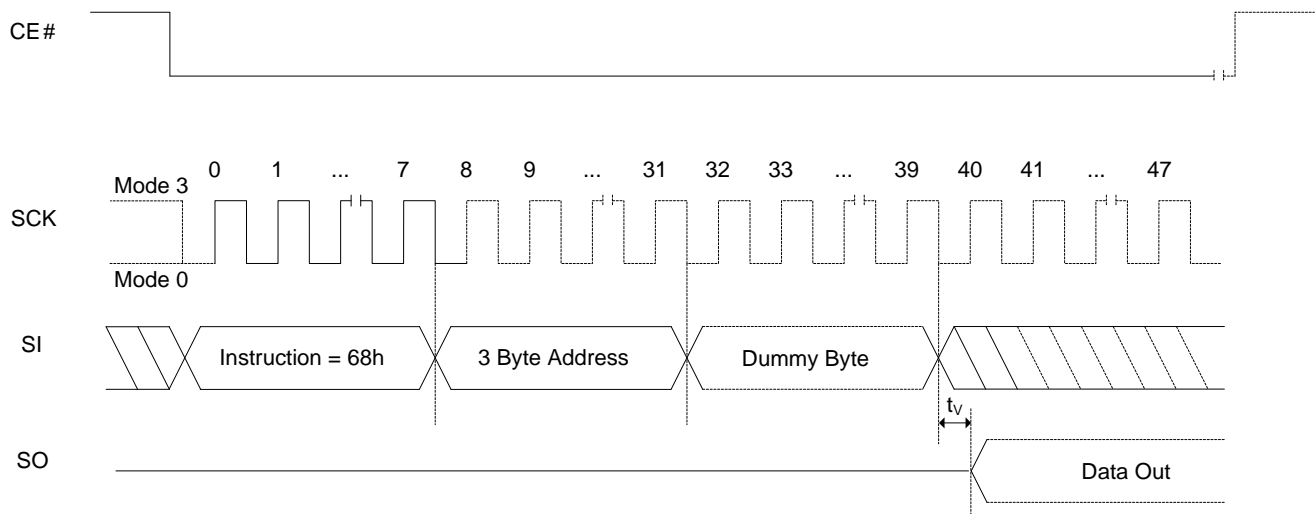 CE#
0 1 ... 7 8 9 ... 31 32 33 ... 39 40 41 ... 47
Mode 3
SCK
Mode 0
SI
Instruction = 68h
3 Byte Address
Dummy Byte
tV
SO
Data Out